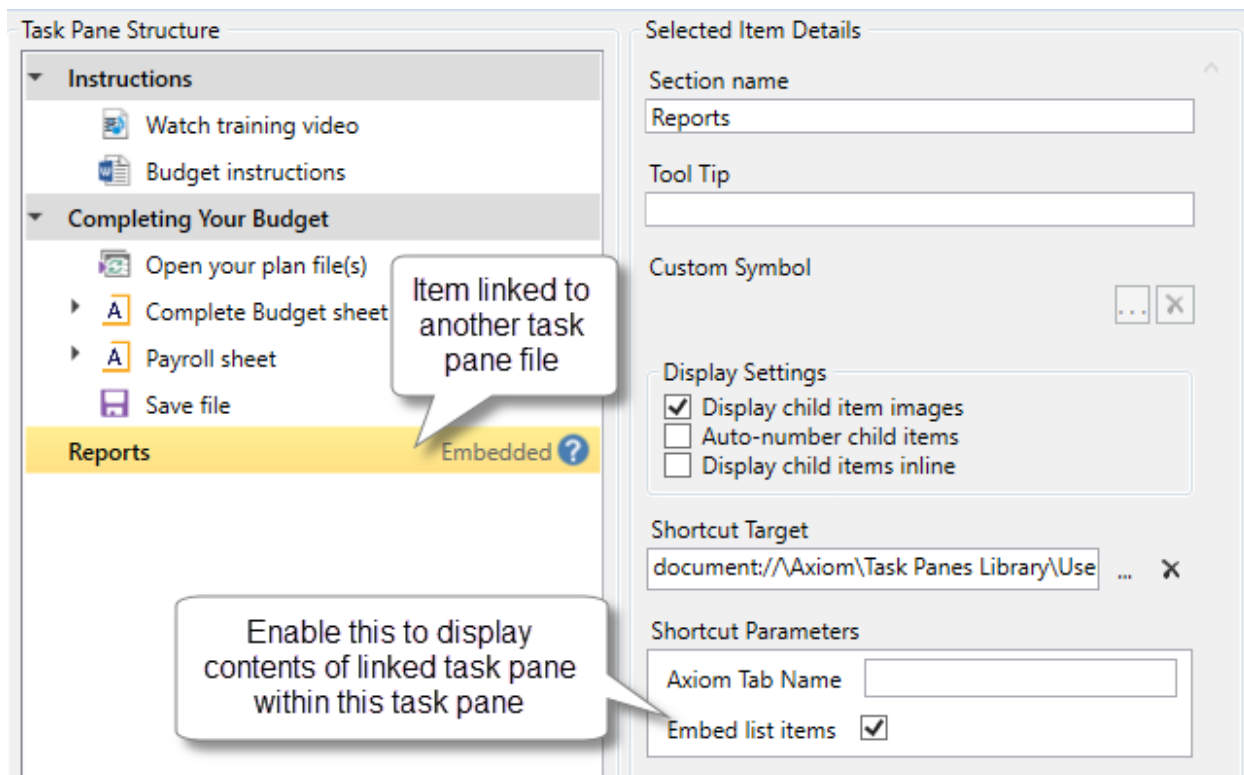 Task Pane Structure
Instructions
Watch training video
Budget instructions
Completing Your Budget
Open your plan file(s)
A Complete Budget sheet
A Payroll sheet
Save file
Reports Embedded ?
Item linked to
another task
pane file
Enable this to display
contents of linked task pane
within this task pane
Selected Item Details
Section name
Reports
Tool Tip
Custom Symbol
...
Display Settings
Display child item images
Auto-number child items
Display child items inline
Shortcut Target
document://\Axiom\Task Panes Library\Use ...
Shortcut Parameters
Axiom Tab Name
Embed list items